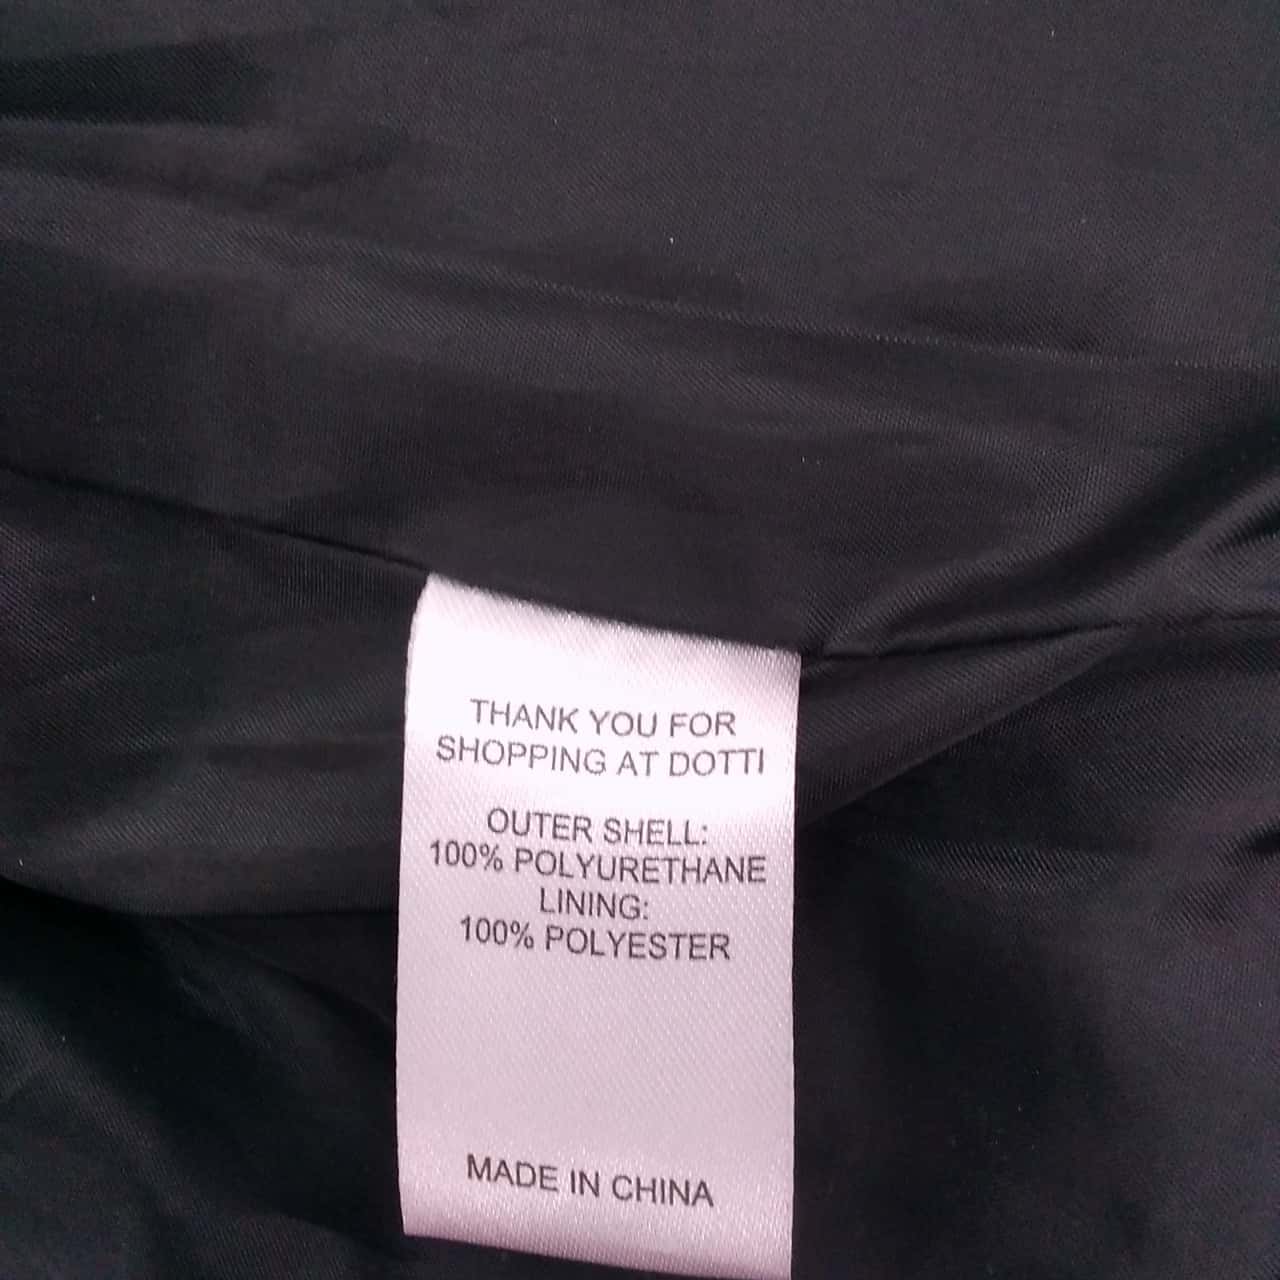 THANK YOU FOR
SHOPPING AT DOTTI
OUTER SHELL:
100% POLYURETHANE
LINING:
100% POLYESTER
MADE IN CHINA